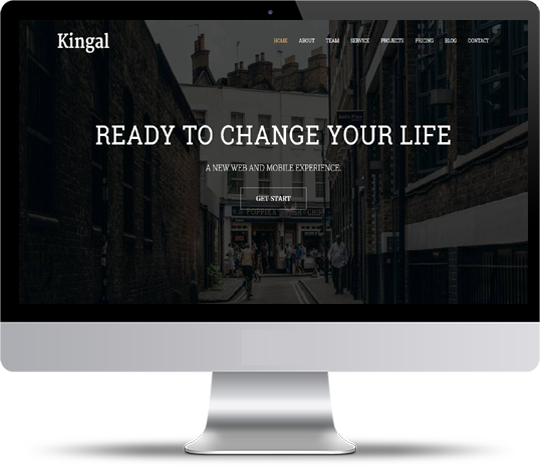 Kingal
HOME ABOUT TEAM SERVICE PROJECTS PRICING BLOG CONTACT
READY TO CHANGE YOUR LIFE
A NEW WEB AND MOBILE EXPERIENCE.
GET START
POPPIES